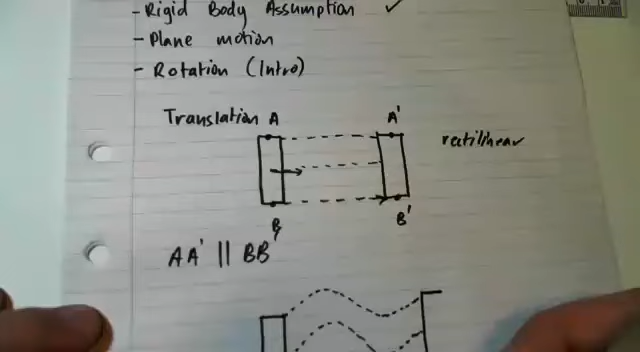 - Rigid Body Assumption ✓
- Plane motion
- Rotation (Intro)
Translation A A'
rectilinear
B B'
AA' || BB'